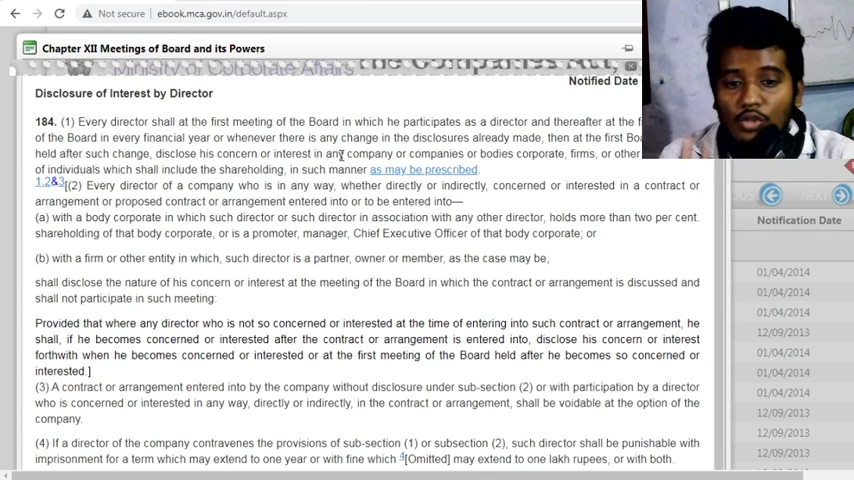 Not secure | ebook.mca.gov.in/default.aspx
Chapter XII Meetings of Board and its Powers
Ministry of Corporate Affairs
The Companies Act,
Notified Date
Disclosure of Interest by Director
184. (1) Every director shall at the first meeting of the Board in which he participates as a director and thereafter at the
of the Board in every financial year or whenever there is any change in the disclosures already made, then at the first
held after such change, disclose his concern or interest in any company or companies or bodies corporate, firms, or other
of individuals which shall include the shareholding, in such manner as may be prescribed.
1,2&3[(2) Every director of a company who is in any way, whether directly or indirectly, concerned or interested in a contract or
arrangement or proposed contract or arrangement entered into or to be entered into—
(a) with a body corporate in which such director or such director in association with any other director, holds more than two per cent.
shareholding of that body corporate, or is a promoter, manager, Chief Executive Officer of that body corporate; or
(b) with a firm or other entity in which, such director is a partner, owner or member, as the case may be,
shall disclose the nature of his concern or interest at the meeting of the Board in which the contract or arrangement is discussed and
shall not participate in such meeting:
Provided that where any director who is not so concerned or interested at the time of entering into such contract or arrangement, he
shall, if he becomes concerned or interested after the contract or arrangement is entered into, disclose his concern or interest
forthwith when he becomes concerned or interested or at the first meeting of the Board held after he becomes so concerned or
interested.]
(3) A contract or arrangement entered into by the company without disclosure under sub-section (2) or with participation by a director
who is concerned or interested in any way, directly or indirectly, in the contract or arrangement, shall be voidable at the option of the
company.
(4) If a director of the company contravenes the provisions of sub-section (1) or subsection (2), such director shall be punishable with
imprisonment for a term which may extend to one year or with fine which 4[Omitted] may extend to one lakh rupees, or with both.
Notification Date
01/04/2014
01/04/2014
01/04/2014
12/09/2013
01/04/2014
01/04/2014
01/04/2014
12/09/2013
12/09/2013
12/09/2013